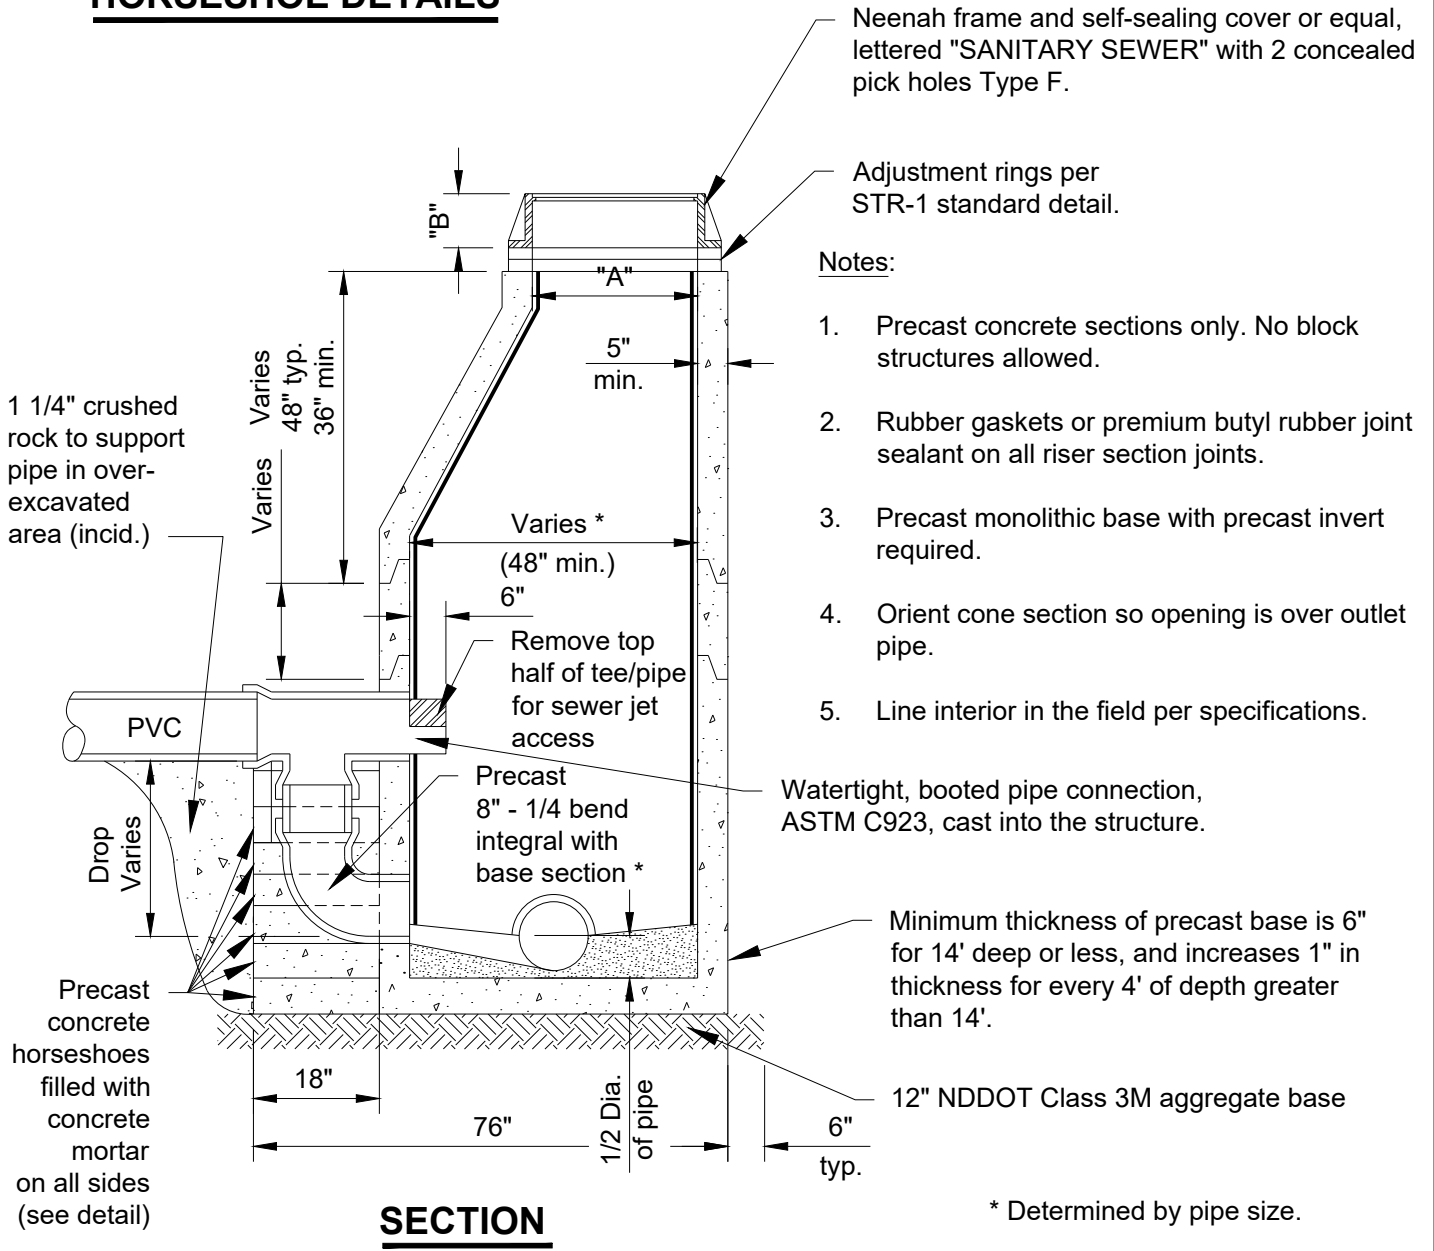 HORSESHOE DETAILS
Neenah frame and self-sealing cover or equal,
lettered "SANITARY SEWER" with 2 concealed
pick holes Type F.
Adjustment rings per
STR-1 standard detail.
"B"
"A"
Notes:
1. Precast concrete sections only. No block
structures allowed.
2. Rubber gaskets or premium butyl rubber joint
sealant on all riser section joints.
3. Precast monolithic base with precast invert
required.
4. Orient cone section so opening is over outlet
pipe.
5. Line interior in the field per specifications.
5"
min.
Varies
48" typ.
36" min.
Varies
1 1/4" crushed
rock to support
pipe in over-
excavated
area (incid.)
Varies *
(48" min.)
6"
Remove top
half of tee/pipe
for sewer jet
access
PVC
Precast
8" - 1/4 bend
integral with
base section *
Watertight, booted pipe connection,
ASTM C923, cast into the structure.
Drop
Varies
Minimum thickness of precast base is 6"
for 14' deep or less, and increases 1" in
thickness for every 4' of depth greater
than 14'.
Precast
concrete
horseshoes
filled with
concrete
mortar
on all sides
(see detail)
18"
76"
1/2 Dia.
of pipe
6"
typ.
12" NDDOT Class 3M aggregate base
* Determined by pipe size.
SECTION